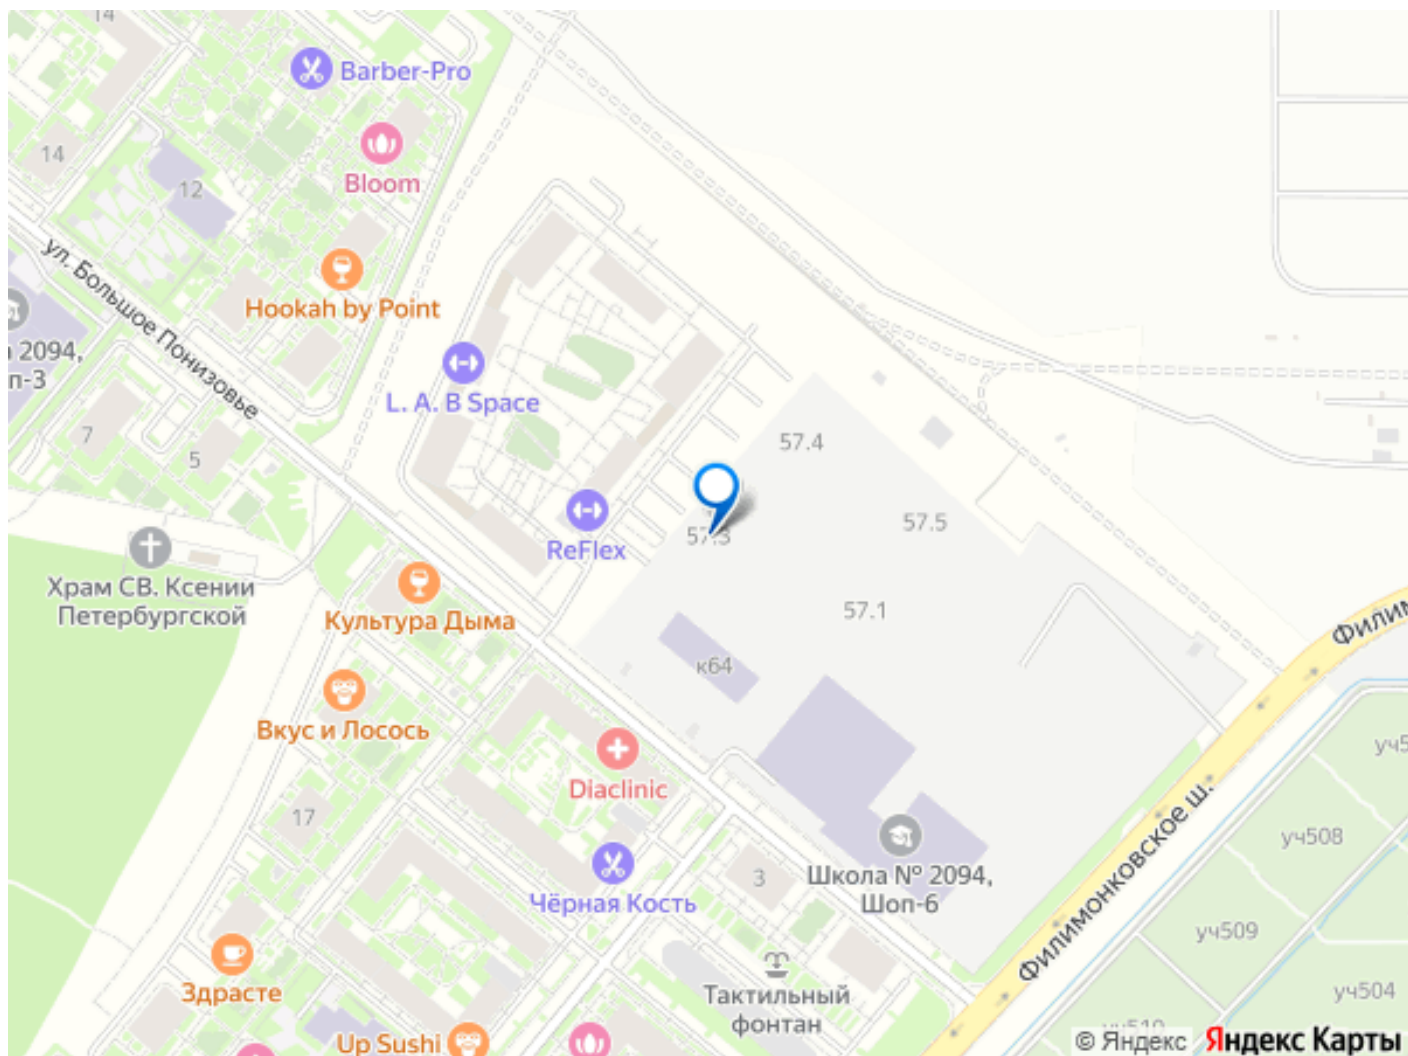 14
Barber-Pro
14
12
Bloom
ул. Большое Понизовье
Hookah by Point
2094,
п-3
L. A. B Space
7
5
57.4
57.3
57.5
ReFlex
Храм СВ. Ксении
Петербургской
Культура Дыма
57.1
к64
Вкус и Лосось
Diaclinic
17
Чёрная Кость
3
Школа № 2094,
Шоп-6
Филимонковское ш.
уч508
уч509
уч504
Здрасте
Тактильный
фонтан
Up Sushi
© Яндекс Яндекс Карты